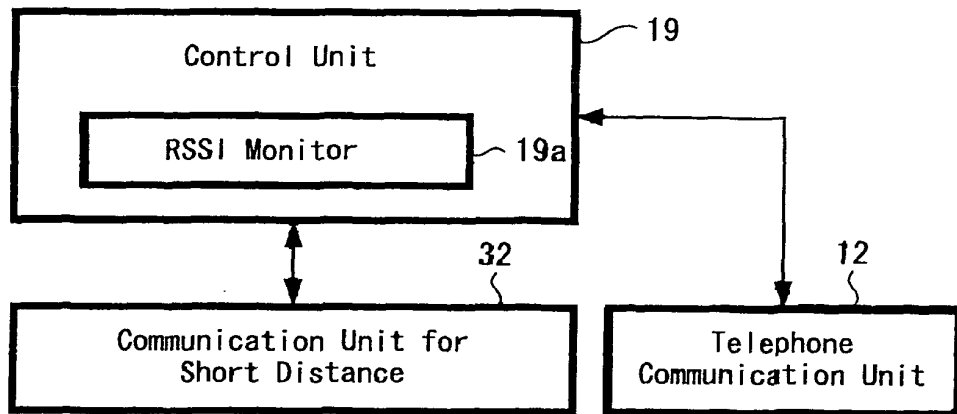 19
Control Unit
RSSI Monitor
19a
32
12
Communication Unit for
Short Distance
Telephone
Communication Unit